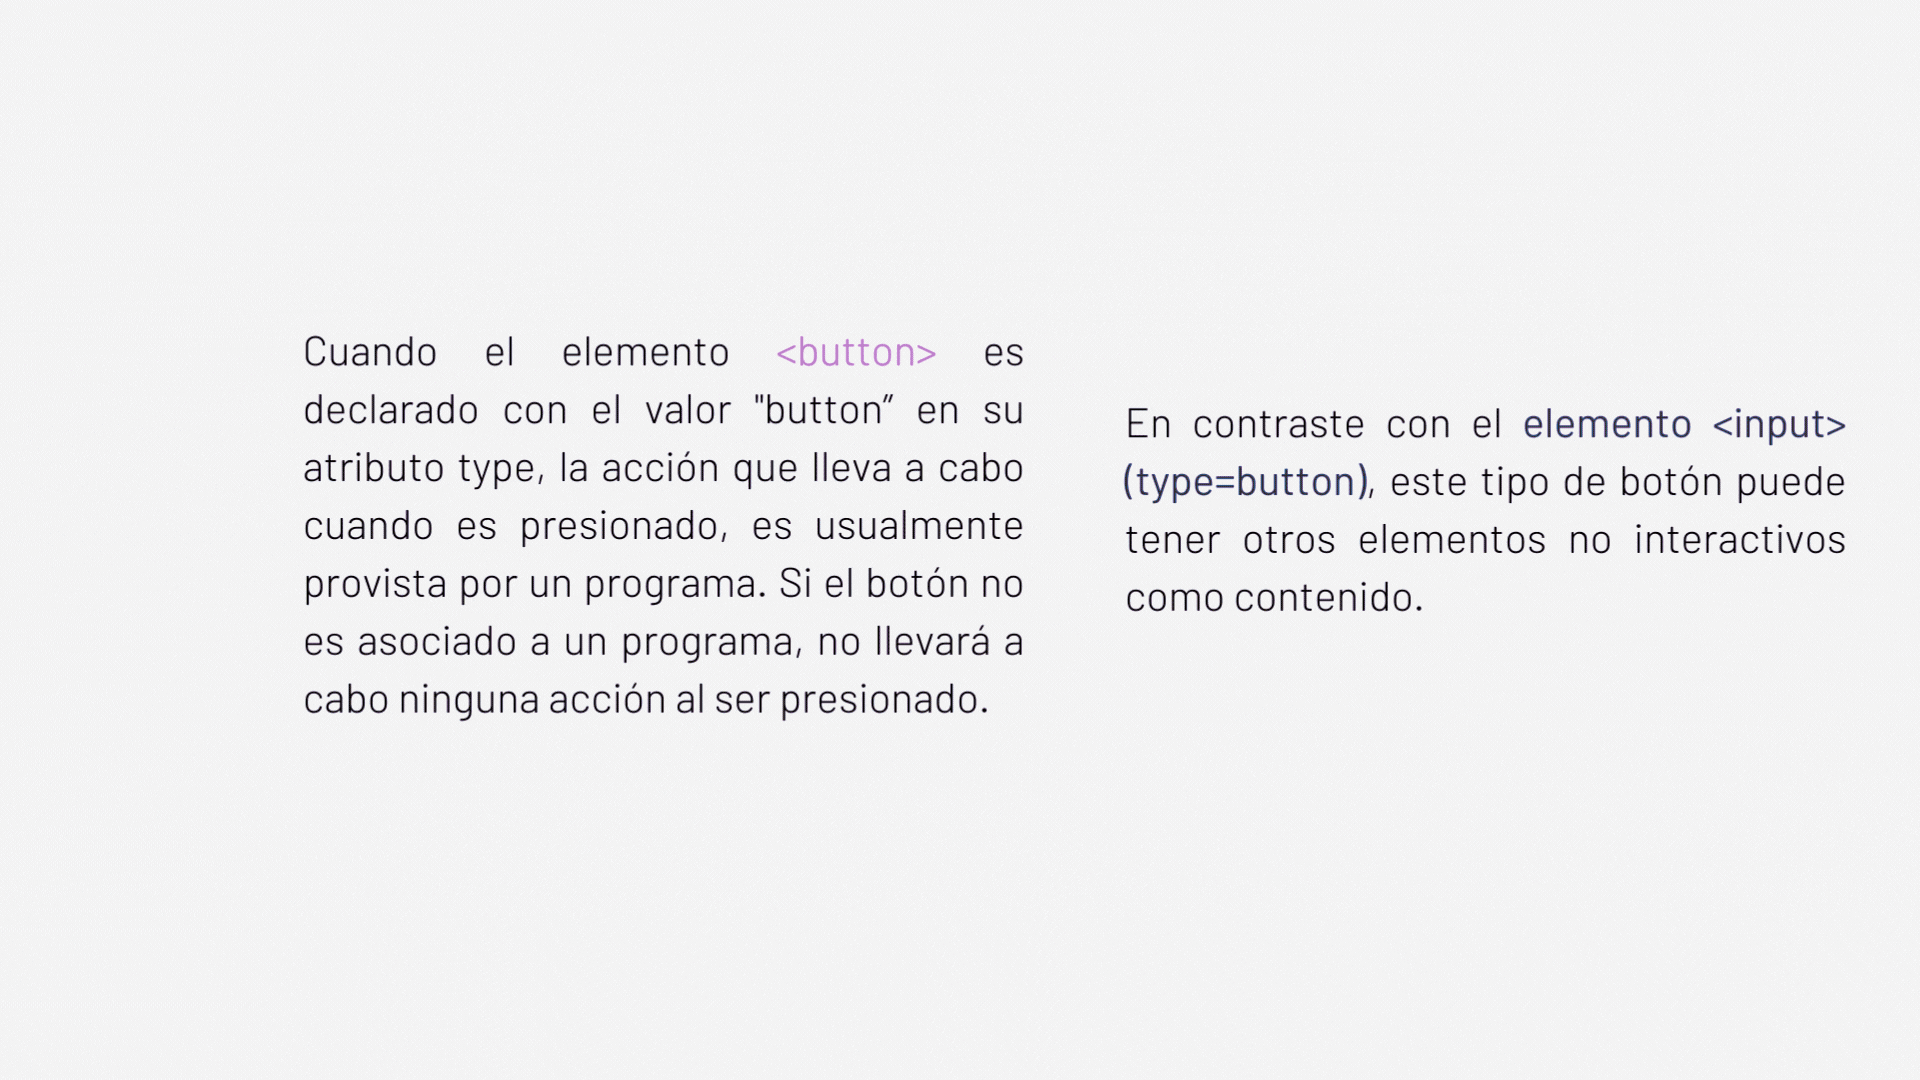 Cuando el elemento <button> es
declarado con el valor "button” en su
atributo type, la acción que lleva a cabo
cuando es presionado, es usualmente
provista por un programa. Si el botón no
es asociado a un programa, no llevará a
cabo ninguna acción al ser presionado.
En contraste con el elemento <input>
(type=button), este tipo de botón puede
tener otros elementos no interactivos
como contenido.